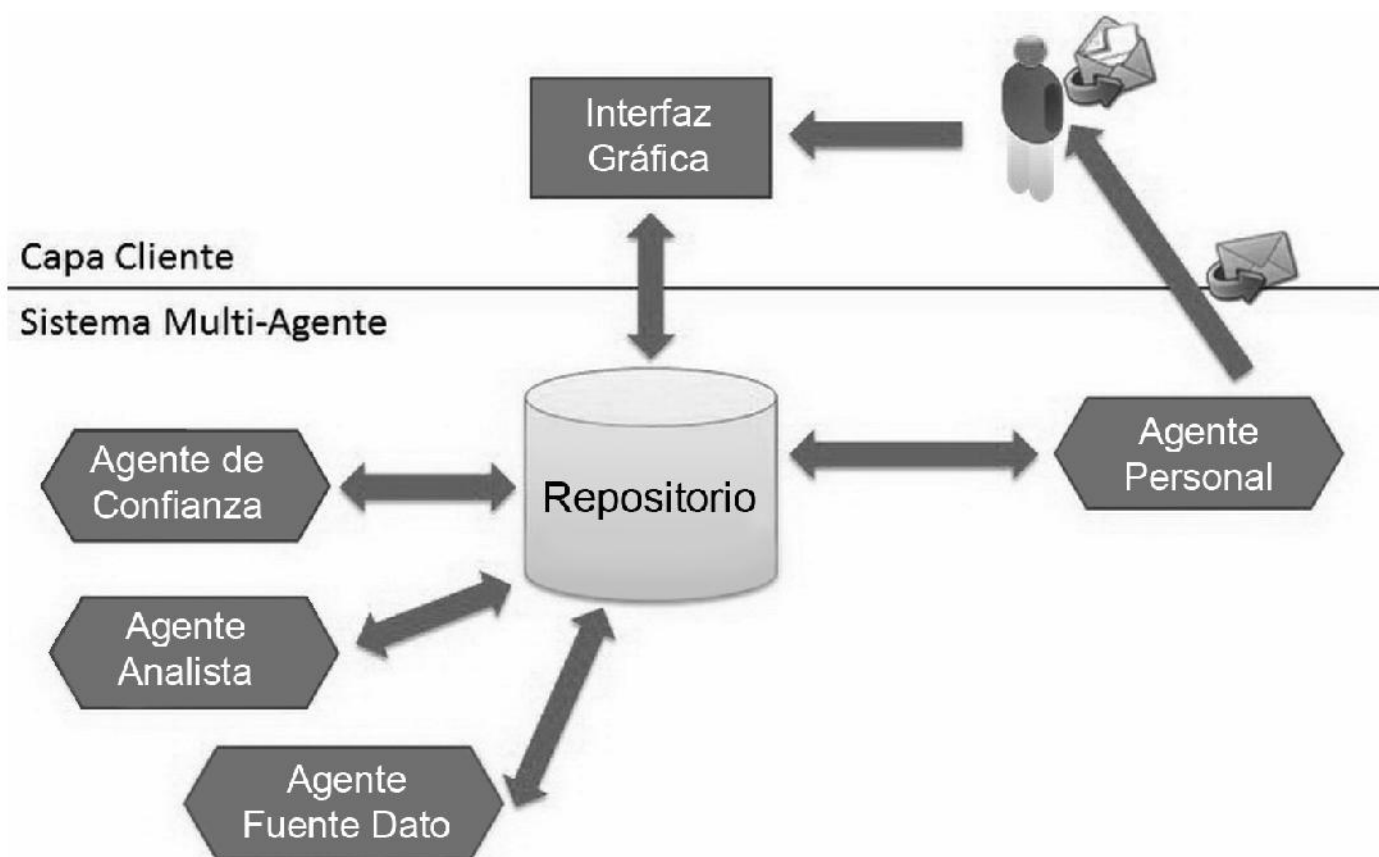 Interfaz
Gráfica
Capa Cliente
Sistema Multi-Agente
Agente de
Confianza
Repositorio
Agente
Personal
Agente
Analista
Agente
Fuente Dato